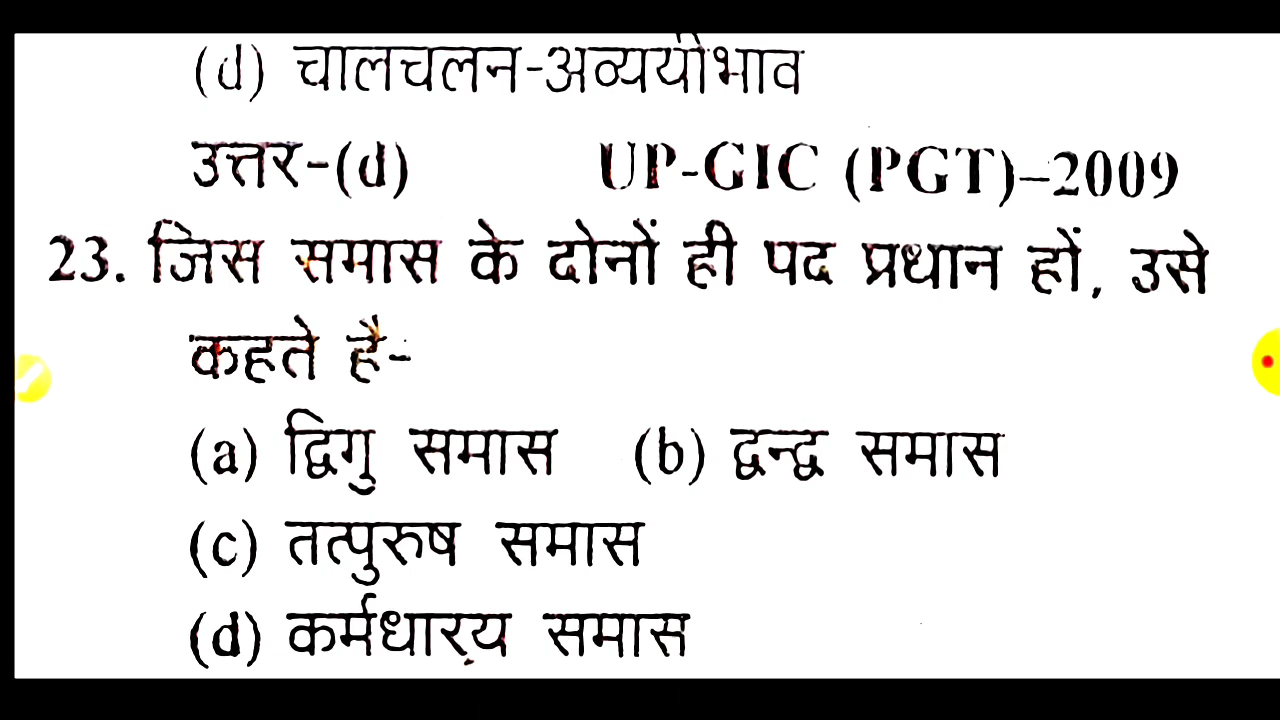 (d) चालचलन-अव्ययीभाव
उत्तर-(d) UP-GIC (PGT)–2009
23. जिस समास के दोनों ही पद प्रधान हों, उसे
कहते है-
(a) द्विगु समास (b) द्वन्द्व समास
(c) तत्पुरुष समास
(d) कर्मधारय समास